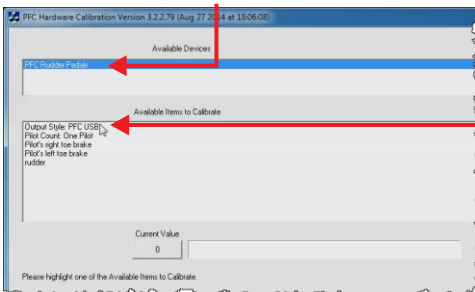 PFC Hardware Calibration Version 3.2.2.79 (Aug 27 2014 at 18:06:08)
Available Devices
PFC Rudder Pedals
Available Items to Calibrate
Output Style: PFC USB
Pilot Count: One Pilot
Pilot's right toe brake
Pilot's left toe brake
rudder
Current Value
0
Please highlight one of the Available Items to Calibrate.